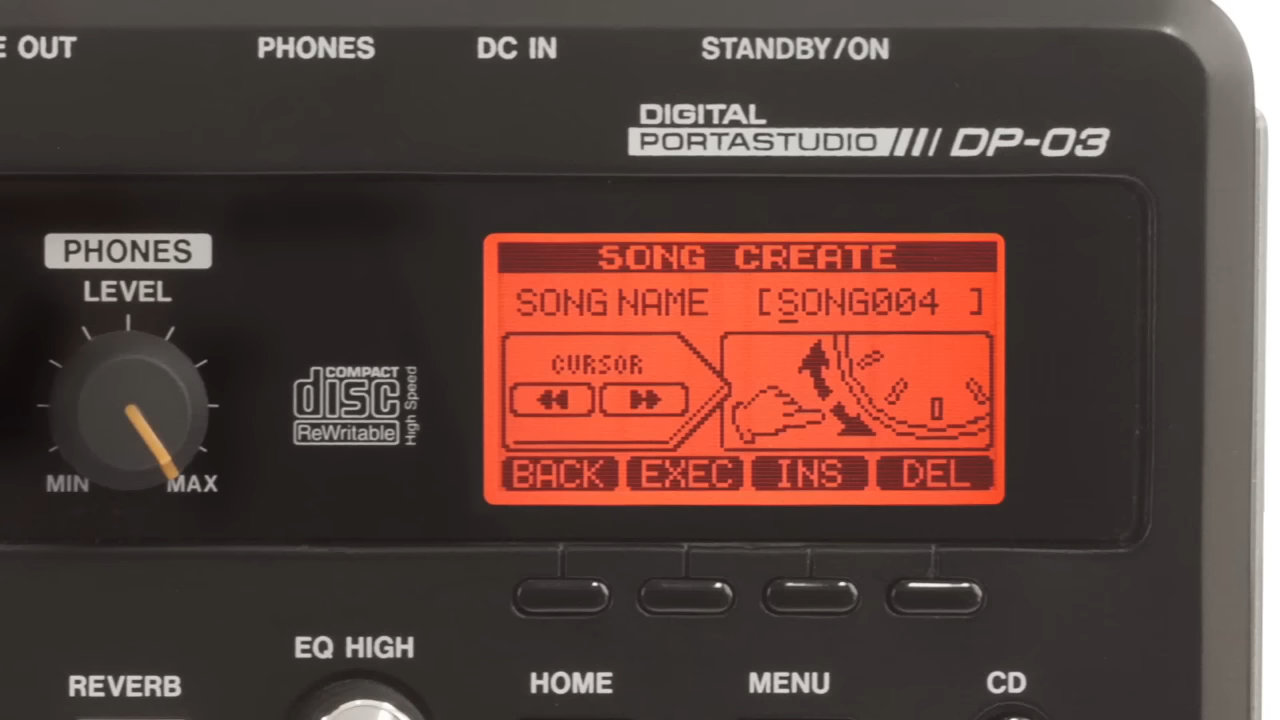 E OUT PHONES DC IN STANDBY/ON
DIGITAL
PORTASTUDIO DP-03
PHONES
LEVEL
MIN MAX
COMPACT
disc
ReWritable
High Speed
SONG CREATE
SONG NAME [SONG004 ]
CURSOR
BACK EXEC INS DEL
EQ HIGH
REVERB HOME MENU CD